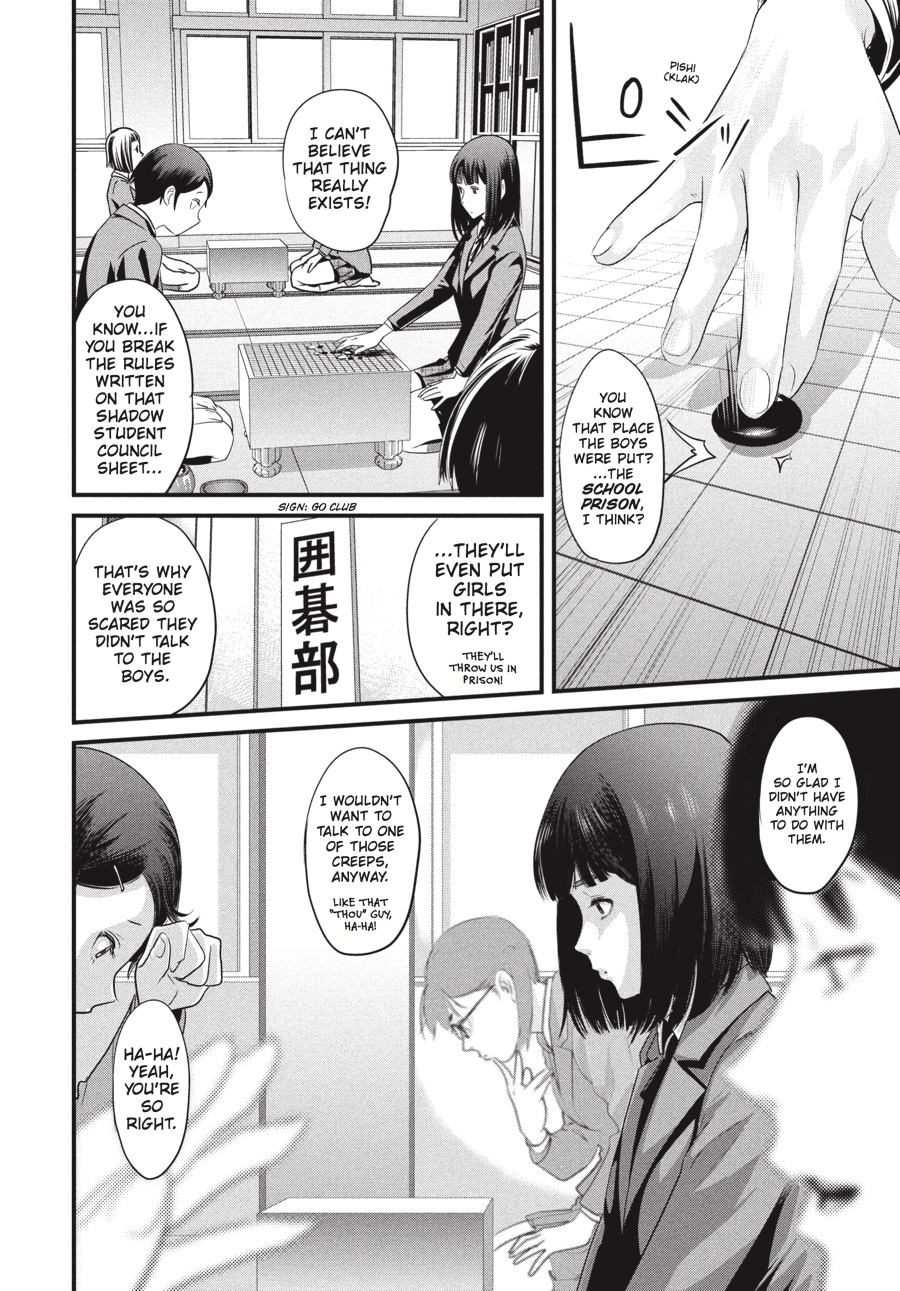 PISHI
(KLAK)
YOU
KNOW
THAT PLACE
THE BOYS
WERE PUT?
...THE
SCHOOL
PRISON,
I THINK?
I CAN'T
BELIEVE
THAT THING
REALLY
EXISTS!
YOU
KNOW...IF
YOU BREAK
THE RULES
WRITTEN
ON THAT
SHADOW
STUDENT
COUNCIL
SHEET...
SIGN: GO CLUB
...THEY'LL
EVEN PUT
GIRLS
IN THERE,
RIGHT?
THEY'LL
THROW US IN
PRISON!
囲碁部
THAT'S WHY
EVERYONE
WAS SO
SCARED THEY
DIDN'T TALK
TO THE
BOYS.
I'M
SO GLAD I
DIDN'T HAVE
ANYTHING
TO DO WITH
THEM.
I WOULDN'T
WANT TO
TALK TO ONE
OF THOSE
CREEPS,
ANYWAY.
LIKE THAT
"THOU" GUY,
HA-HA!
HA-HA!
YEAH,
YOU'RE
SO
RIGHT.